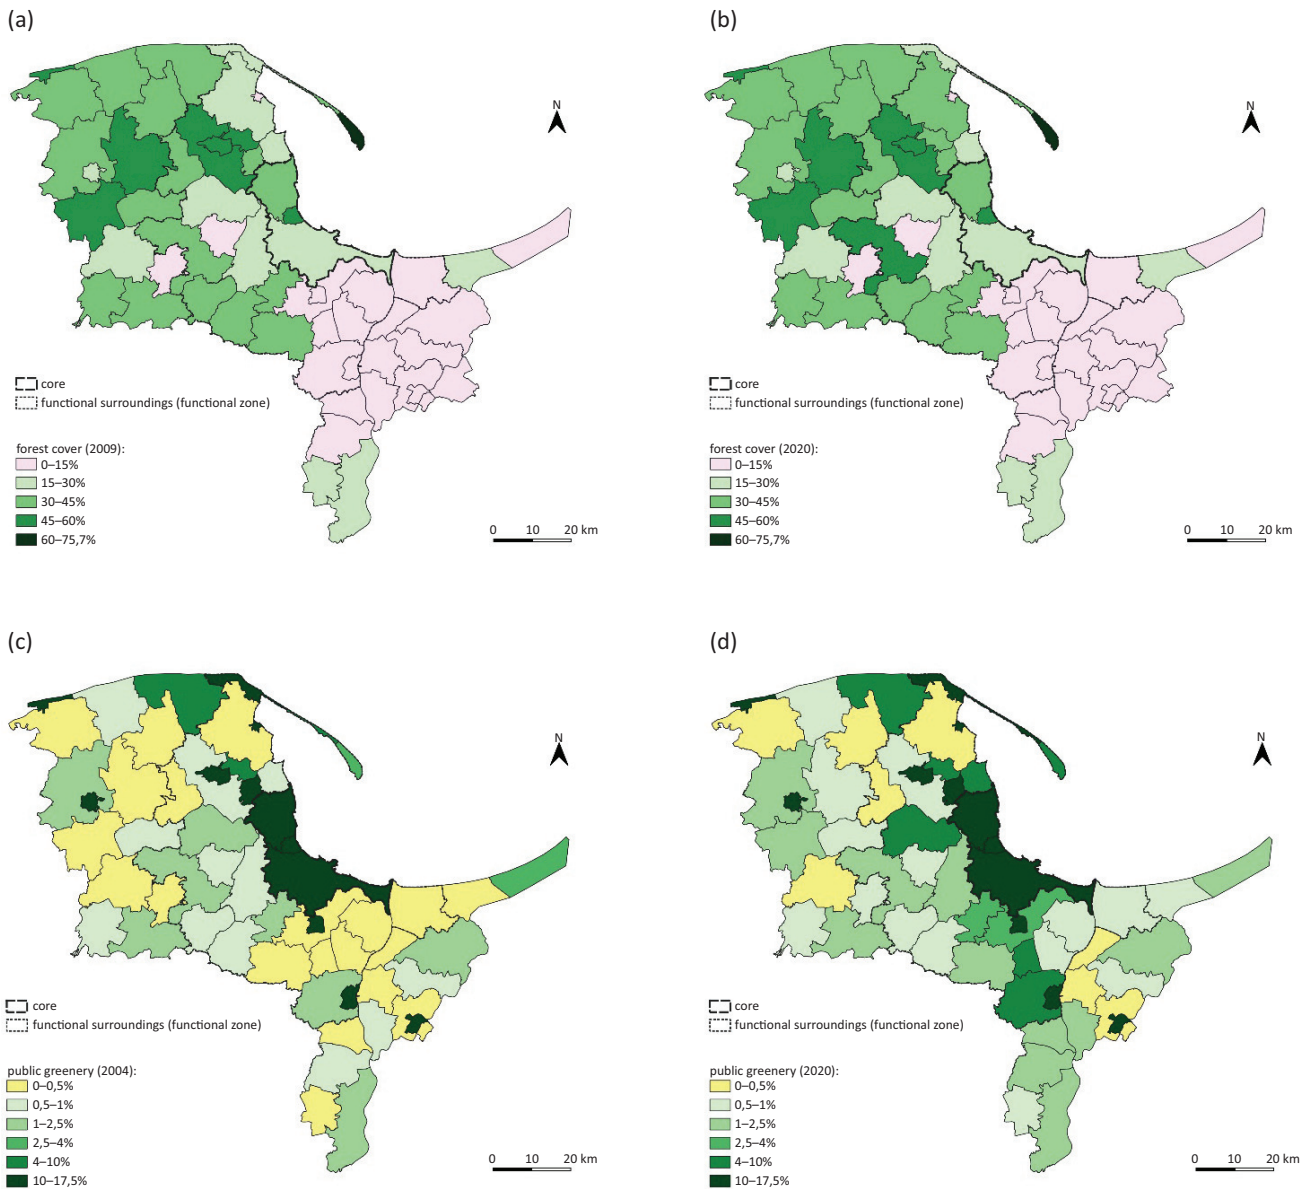 (a)
N
core
functional surroundings (functional zone)
forest cover (2009):
0–15%
15–30%
30–45%
45–60%
60–75,7%
0 10 20 km
(b)
N
core
functional surroundings (functional zone)
forest cover (2020):
0–15%
15–30%
30–45%
45–60%
60–75,7%
0 10 20 km
(c)
N
core
functional surroundings (functional zone)
public greenery (2004):
0–0,5%
0,5–1%
1–2,5%
2,5–4%
4–10%
10–17,5%
0 10 20 km
(d)
N
core
functional surroundings (functional zone)
public greenery (2020):
0–0,5%
0,5–1%
1–2,5%
2,5–4%
4–10%
10–17,5%
0 10 20 km